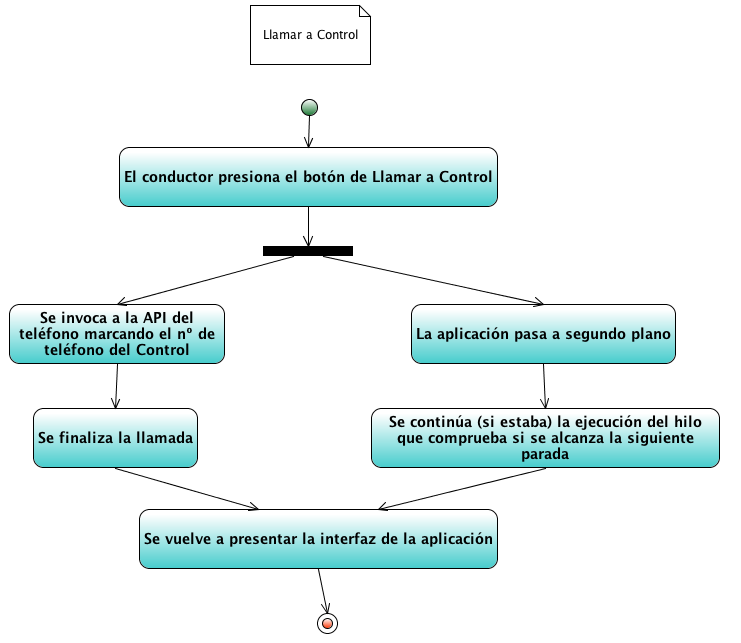 Llamar a Control
El conductor presiona el botón de Llamar a Control
Se invoca a la API del
teléfono marcando el nº de
teléfono del Control
La aplicación pasa a segundo plano
Se finaliza la llamada
Se continúa (si estaba) la ejecución del hilo
que comprueba si se alcanza la siguiente
parada
Se vuelve a presentar la interfaz de la aplicación